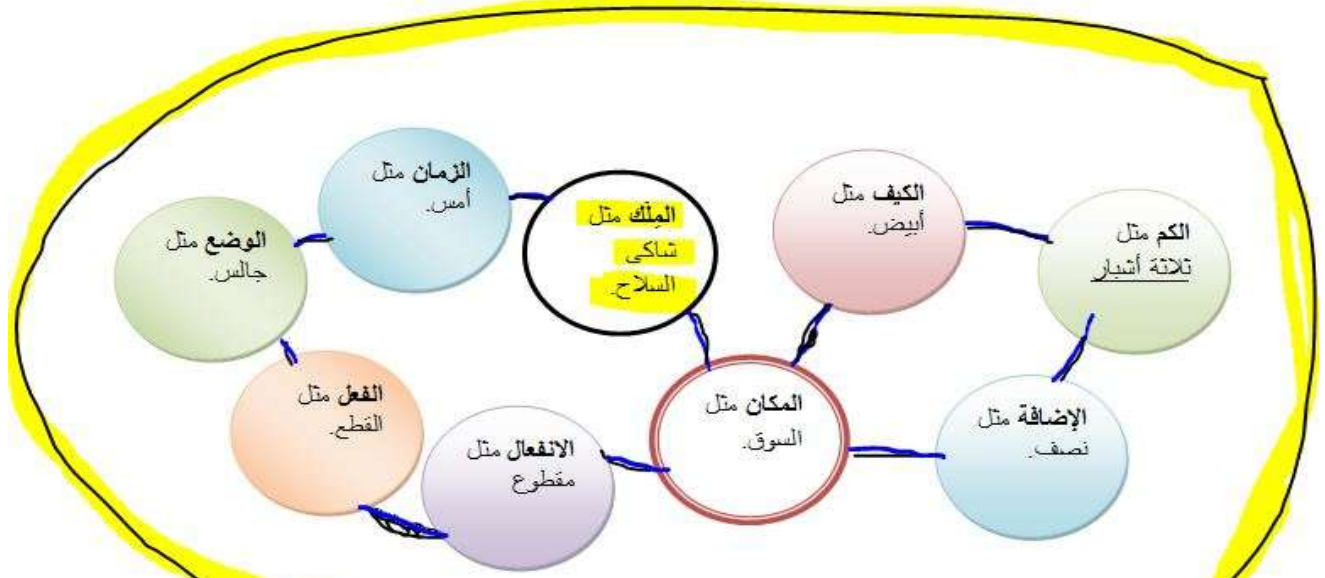 الكم مثل
ثلاثة أشبار
الكيف مثل
أبيض.
الإضافة مثل
نصف.
المكان مثل
السوق.
المِلْك مثل
شاكى
السلاح.
الزمان مثل
أمس.
الوضع مثل
جالس.
الفعل مثل
القطع.
الانفعال مثل
مقطوع